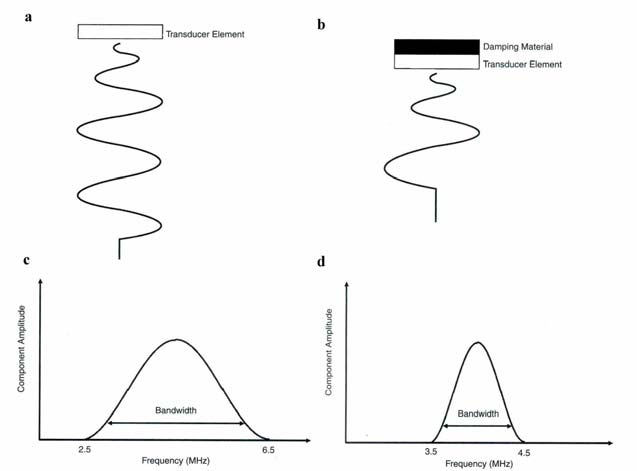 a
Transducer Element
b
Damping Material
Transducer Element
c
Component Amplitude
Bandwidth
2.5 6.5
Frequency (MHz)
d
Component Amplitude
Bandwidth
3.5 4.5
Frequency (MHz)